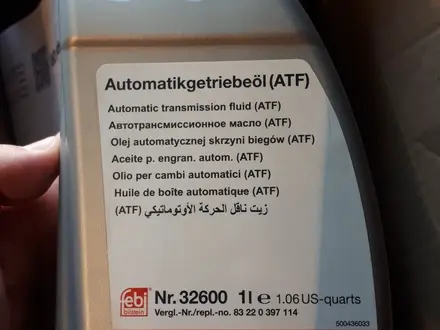 Automatikgetriebeöl (ATF)
Automatic transmission fluid (ATF)
Автотрансмиссионное масло (ATF)
Olej automatycznej skrzyni biegów (ATF)
Aceite p. engran. autom. (ATF)
Olio per cambi automatici (ATF)
Huile de boîte automatique (ATF)
زيت ناقل الحركة الأوتوماتيكي (ATF)
febi
bilstein
Nr. 32600 1l e 1.06 US-quarts
Vergl.-Nr./repl.-no. 83 22 0 397 114
500436033